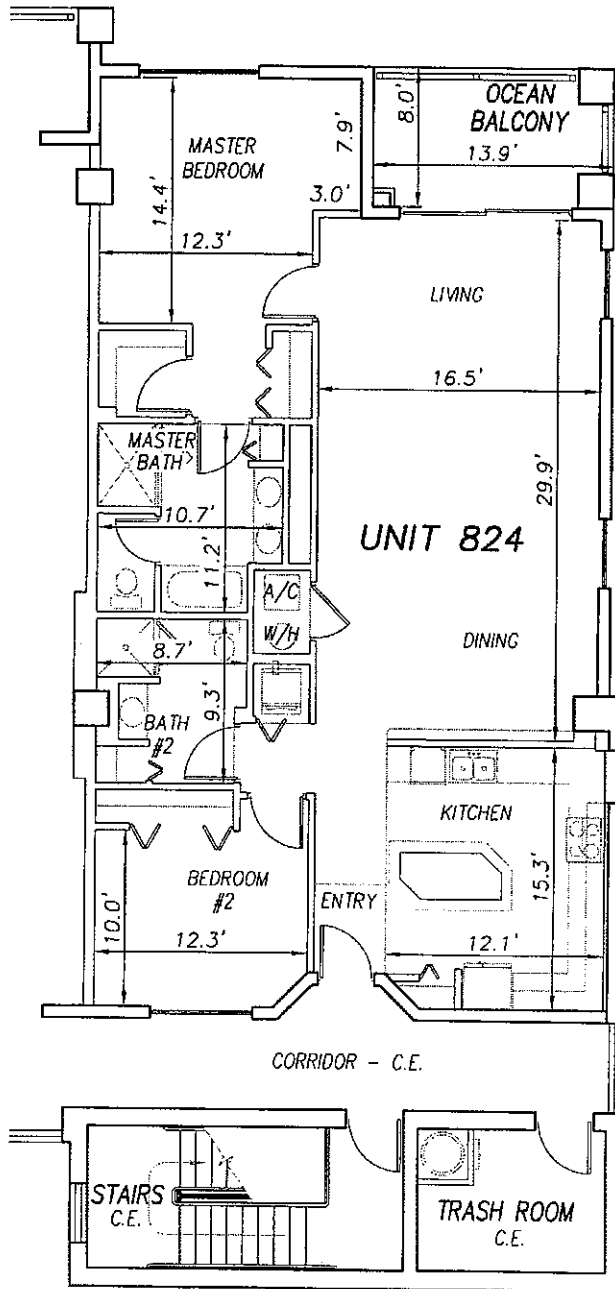 OCEAN
BALCONY
8.0'
13.9'
MASTER
BEDROOM
7.9'
14.4'
3.0'
12.3'
LIVING
16.5'
29.9'
MASTER
BATH
10.7'
11.2'
UNIT 824
A/C
W/H
DINING
8.7'
9.3'
BATH
#2
KITCHEN
15.3'
BEDROOM
#2
10.0'
12.3'
ENTRY
12.1'
CORRIDOR - C.E.
STAIRS
C.E.
TRASH ROOM
C.E.